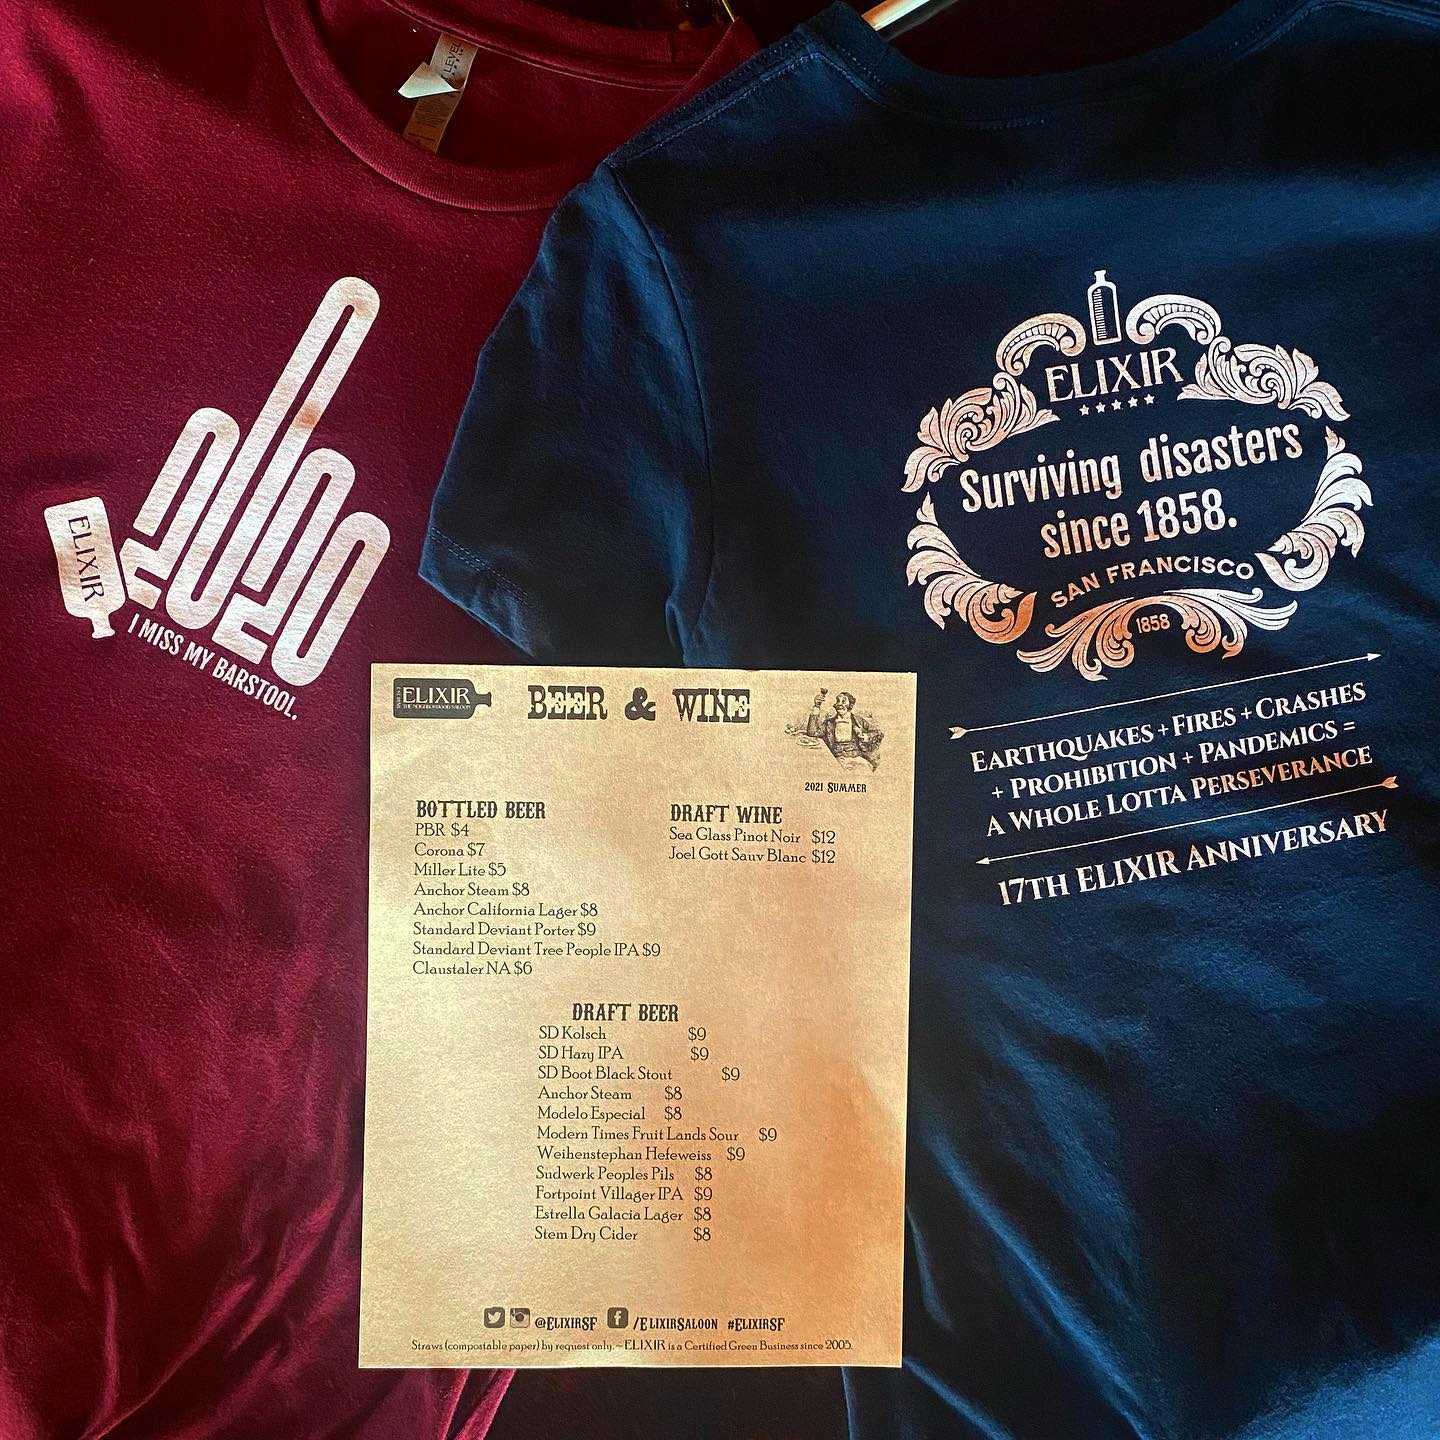 LEVEL
ELIXIR
2020
I MISS MY BARSTOOL.
ELIXIR
Surviving disasters
since 1858.
SAN FRANCISCO
1858
EARTHQUAKES + FIRES + CRASHES
+ PROHIBITION + PANDEMICS =
A WHOLE LOTTA PERSEVERANCE
17TH ELIXIR ANNIVERSARY
ELIXIR
THE NEIGHBORHOOD SALOON
BEER & WINE
2021 SUMMER
BOTTLED BEER
PBR $4
Corona $7
Miller Lite $5
Anchor Steam $8
Anchor California Lager $8
Standard Deviant Porter $9
Standard Deviant Tree People IPA $9
Claustaler NA $6
DRAFT WINE
Sea Glass Pinot Noir $12
Joel Gott Sauv Blanc $12
DRAFT BEER
SD Kolsch $9
SD Hazy IPA $9
SD Boot Black Stout $9
Anchor Steam $8
Modelo Especial $8
Modern Times Fruit Lands Sour $9
Weihenstephan Hefeweiss $9
Sudwerk Peoples Pils $8
Fortpoint Villager IPA $9
Estrella Galacia Lager $8
Stem Dry Cider $8
@ELIXIRSF /ELIXIRSALOON #ELIXIRSF
Straws (compostable paper) by request only. ~ ELIXIR is a Certified Green Business since 2005.